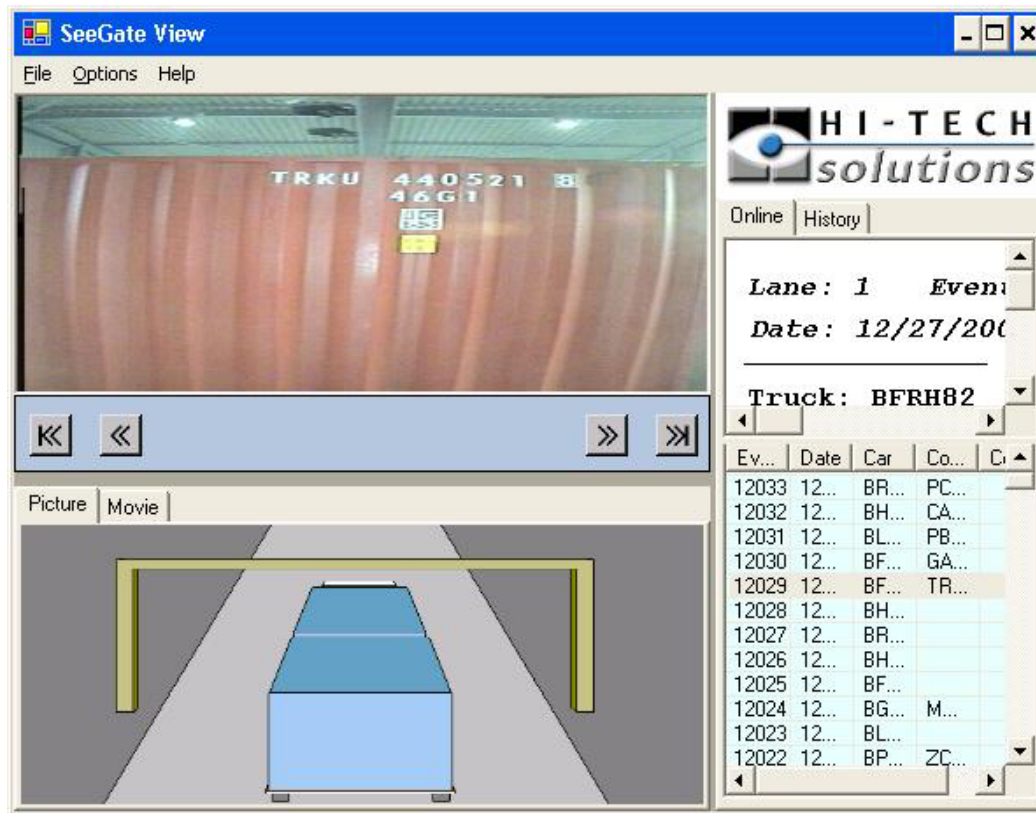 SeeGate View
File Options Help
TRKU 440521 8
46G1
HI-TECH
solutions
Online History
Lane: 1 Even
Date: 12/27/200
Truck: BFRH82
Picture Movie
Ev... Date Car Co...
12033 12... BR... PC...
12032 12... BH... CA...
12031 12... BL... PB...
12030 12... BF... GA...
12029 12... BF... TR...
12028 12... BH...
12027 12... BR...
12026 12... BH...
12025 12... BF...
12024 12... BG... M...
12023 12... BL...
12022 12... BP... ZC...